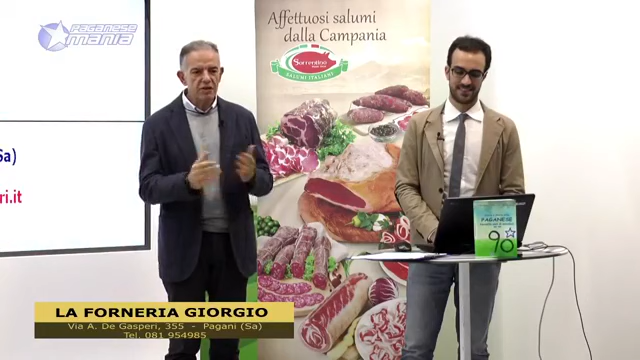 PAGANESE
mania
Affettuosi salumi
dalla Campania
Sorrentino
SALUMI ITALIANI
Sa)
ri.it
PAGANESE
90
LA FORNERIA GIORGIO
Via A. De Gasperi, 355 - Pagani (Sa)
Tel. 081 954985